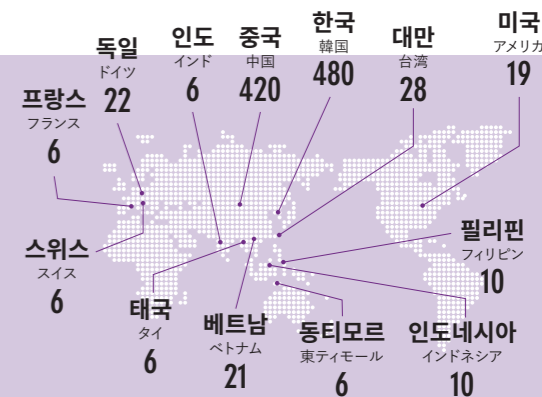 독일
ドイツ
22
인도
インド
6
중국
中国
420
한국
韓国
480
대만
台湾
28
미국
アメリカ
19
프랑스
フランス
6
스위스
スイス
6
태국
タイ
6
베트남
ベトナム
21
동티모르
東ティモール
6
인도네시아
インドネシア
10
필리핀
フィリピン
10